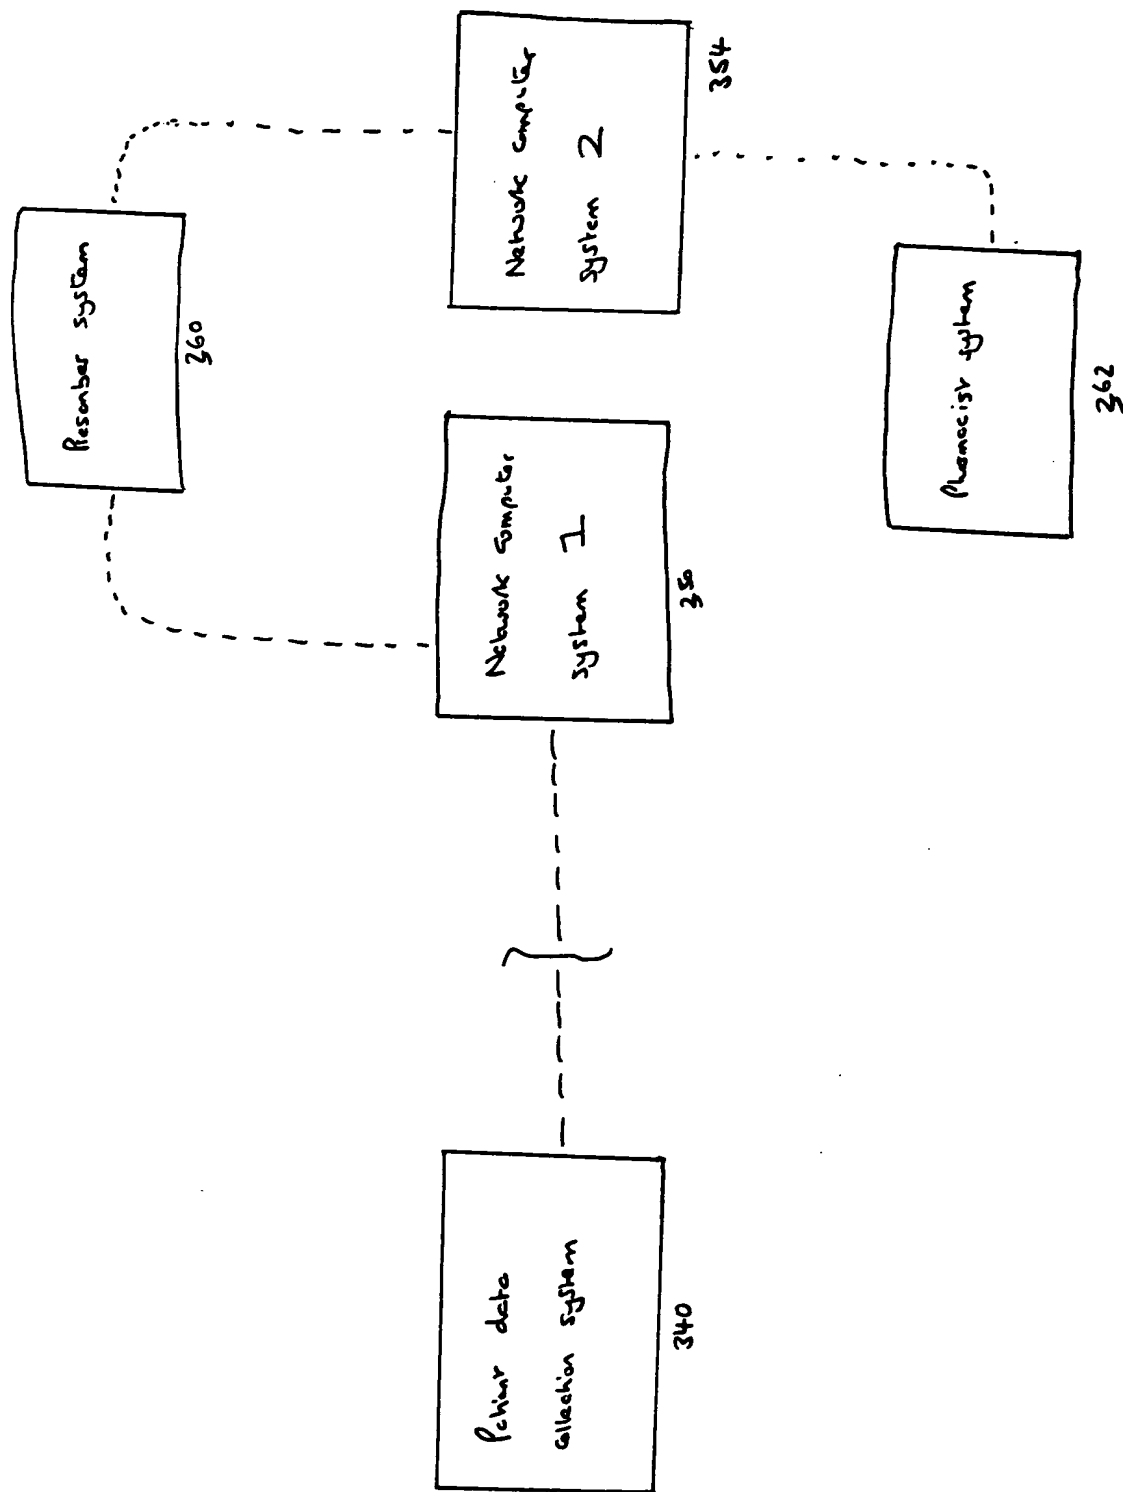 Patient data
collection system
340
Network computer
system 1
350
Prescriber system
360
Network computer
system 2
354
Pharmacist system
362